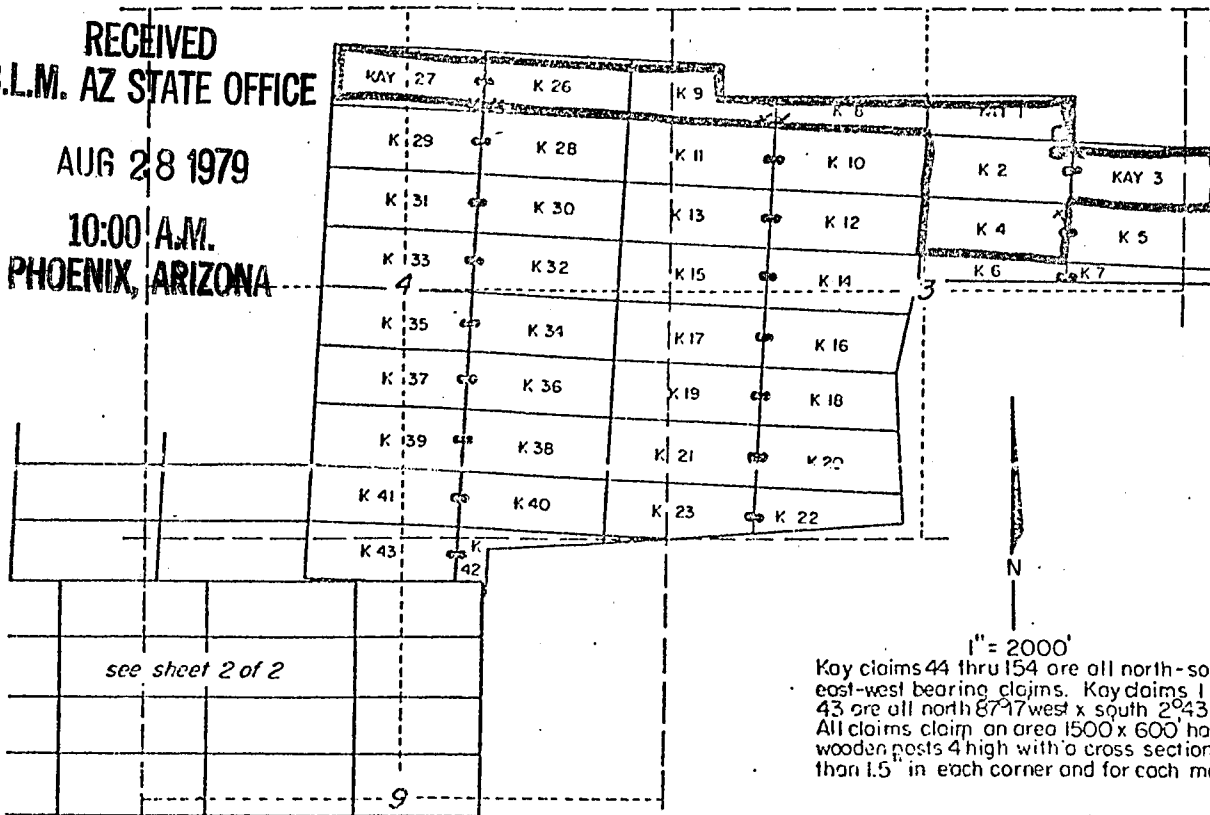 RECEIVED
B.L.M. AZ STATE OFFICE
AUG 28 1979
10:00 A.M.
PHOENIX, ARIZONA
KAY 27 K 26 K 9 K 8 KAY 1
K 29 K 28 K 11 K 10 K 2 KAY 3
K 31 K 30 K 13 K 12 K 4 K 5
K 33 K 32 K 15 K 14 K 6 K 7
4 3
K 35 K 34 K 17 K 16
K 37 K 36 K 19 K 18
K 39 K 38 K 21 K 20
K 41 K 40 K 23 K 22
K 43 K
42
N
see sheet 2 of 2
9
1" = 2000'
Kay claims 44 thru 154 are all north-so
east-west bearing claims. Kay claims 1
43 are all north 87°17 west x south 2°43
All claims claim an area 1500 x 600' ha
wooden posts 4 high with a cross section
than 1.5" in each corner and for each m